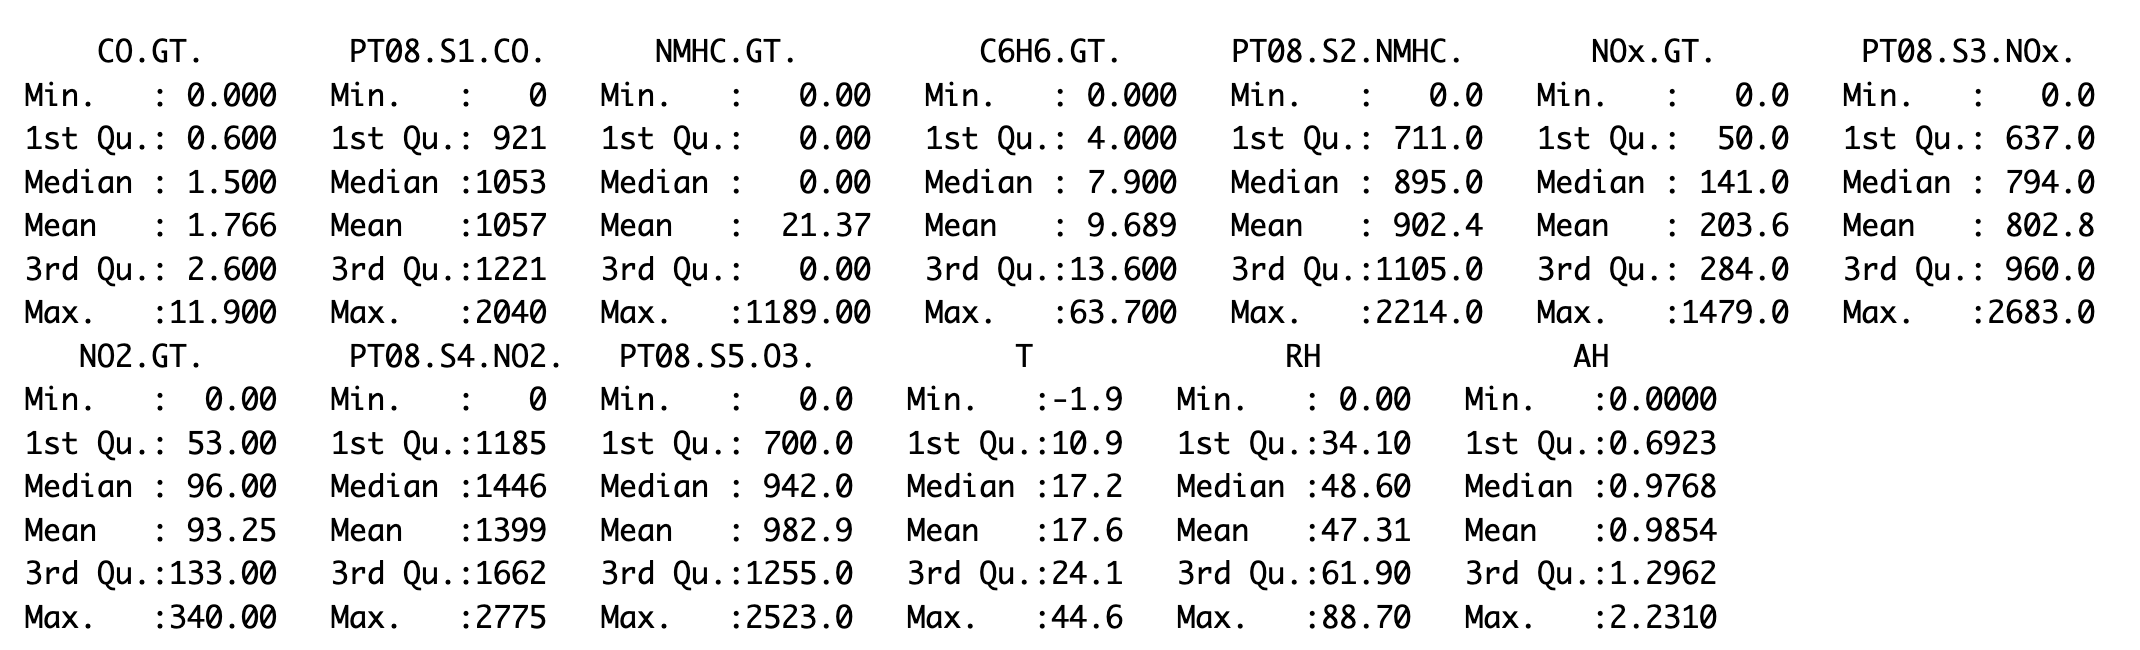 CO.GT.        PT08.S1.CO.      NMHC.GT.          C6H6.GT.      PT08.S2.NMHC.       NOx.GT.        PT08.S3.NOx.
Min.   : 0.000   Min.   :   0   Min.   :   0.00   Min.   : 0.000   Min.   :   0.0   Min.   :   0.0   Min.   :   0.0
1st Qu.: 0.600   1st Qu.: 921   1st Qu.:   0.00   1st Qu.: 4.000   1st Qu.: 711.0   1st Qu.:  50.0   1st Qu.: 637.0
Median : 1.500   Median :1053   Median :   0.00   Median : 7.900   Median : 895.0   Median : 141.0   Median : 794.0
Mean   : 1.766   Mean   :1057   Mean   :  21.37   Mean   : 9.689   Mean   : 902.4   Mean   : 203.6   Mean   : 802.8
3rd Qu.: 2.600   3rd Qu.:1221   3rd Qu.:   0.00   3rd Qu.:13.600   3rd Qu.:1105.0   3rd Qu.: 284.0   3rd Qu.: 960.0
Max.   :11.900   Max.   :2040   Max.   :1189.00   Max.   :63.700   Max.   :2214.0   Max.   :1479.0   Max.   :2683.0
   NO2.GT.        PT08.S4.NO2.   PT08.S5.O3.           T              RH              AH
Min.   :  0.00   Min.   :   0   Min.   :   0.0   Min.   :-1.9   Min.   : 0.00   Min.   :0.0000
1st Qu.: 53.00   1st Qu.:1185   1st Qu.: 700.0   1st Qu.:10.9   1st Qu.:34.10   1st Qu.:0.6923
Median : 96.00   Median :1446   Median : 942.0   Median :17.2   Median :48.60   Median :0.9768
Mean   : 93.25   Mean   :1399   Mean   : 982.9   Mean   :17.6   Mean   :47.31   Mean   :0.9854
3rd Qu.:133.00   3rd Qu.:1662   3rd Qu.:1255.0   3rd Qu.:24.1   3rd Qu.:61.90   3rd Qu.:1.2962
Max.   :340.00   Max.   :2775   Max.   :2523.0   Max.   :44.6   Max.   :88.70   Max.   :2.2310